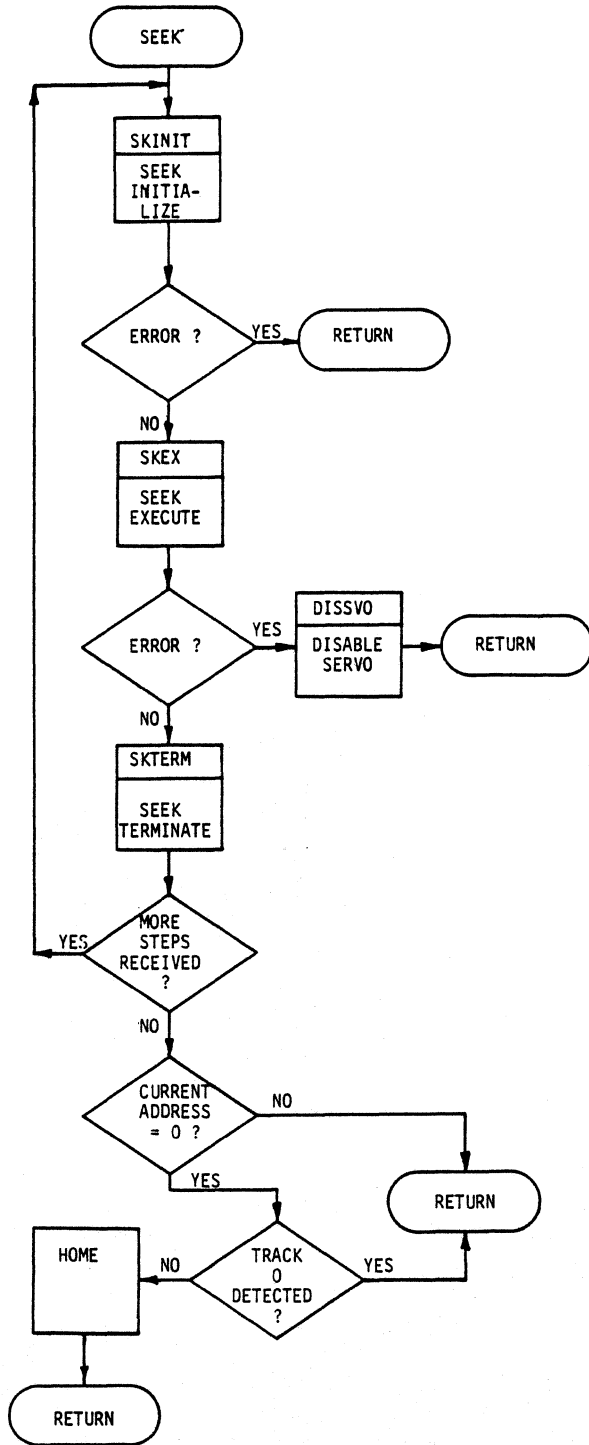 SEEK
SKINIT
SEEK
INITIA-
LIZE
ERROR ?
YES
RETURN
NO
SKEX
SEEK
EXECUTE
ERROR ?
YES
DISSVO
DISABLE
SERVO
RETURN
NO
SKTERM
SEEK
TERMINATE
MORE
STEPS
RECEIVED
?
YES
NO
CURRENT
ADDRESS
= 0 ?
NO
YES
RETURN
HOME
NO
TRACK
0
DETECTED
?
YES
RETURN